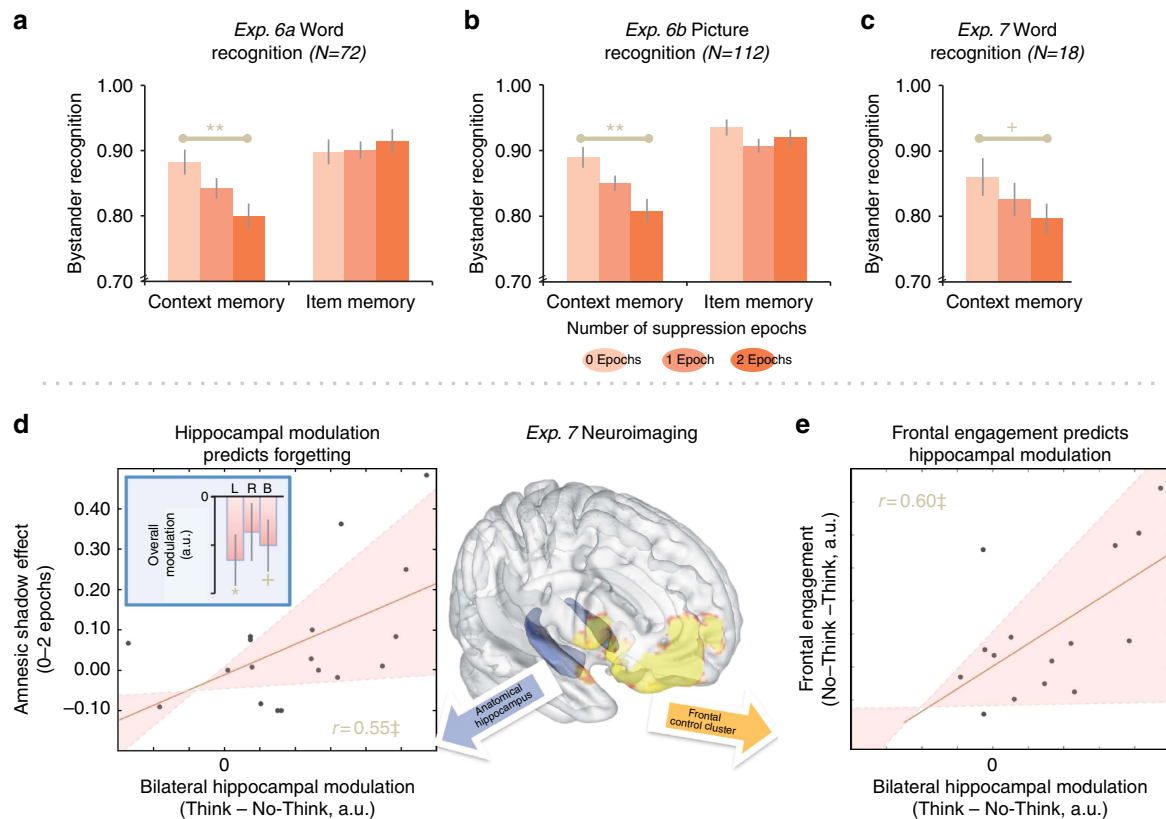 a
Exp. 6a Word
recognition (N=72)
b
Exp. 6b Picture
recognition (N=112)
c
Exp. 7 Word
recognition (N=18)
Bystander recognition
1.00
0.90
0.80
0.70
**
Context memory
Item memory
Bystander recognition
1.00
0.90
0.80
0.70
**
Context memory
Item memory
Bystander recognition
1.00
0.90
0.80
0.70
+
Context memory
Number of suppression epochs
0 Epochs
1 Epoch
2 Epochs
d
Hippocampal modulation
predicts forgetting
Amnesic shadow effect
(0–2 epochs)
0.40
0.30
0.20
0.10
0.00
−0.10
Overall
modulation
(a.u.)
0
L R B
*
+
r=0.55‡
0
Bilateral hippocampal modulation
(Think – No-Think, a.u.)
Exp. 7 Neuroimaging
Anatomical
hippocampus
Frontal
control cluster
e
Frontal engagement predicts
hippocampal modulation
Frontal engagement
(No–Think –Think, a.u.)
r=0.60‡
0
Bilateral hippocampal modulation
(Think – No-Think, a.u.)